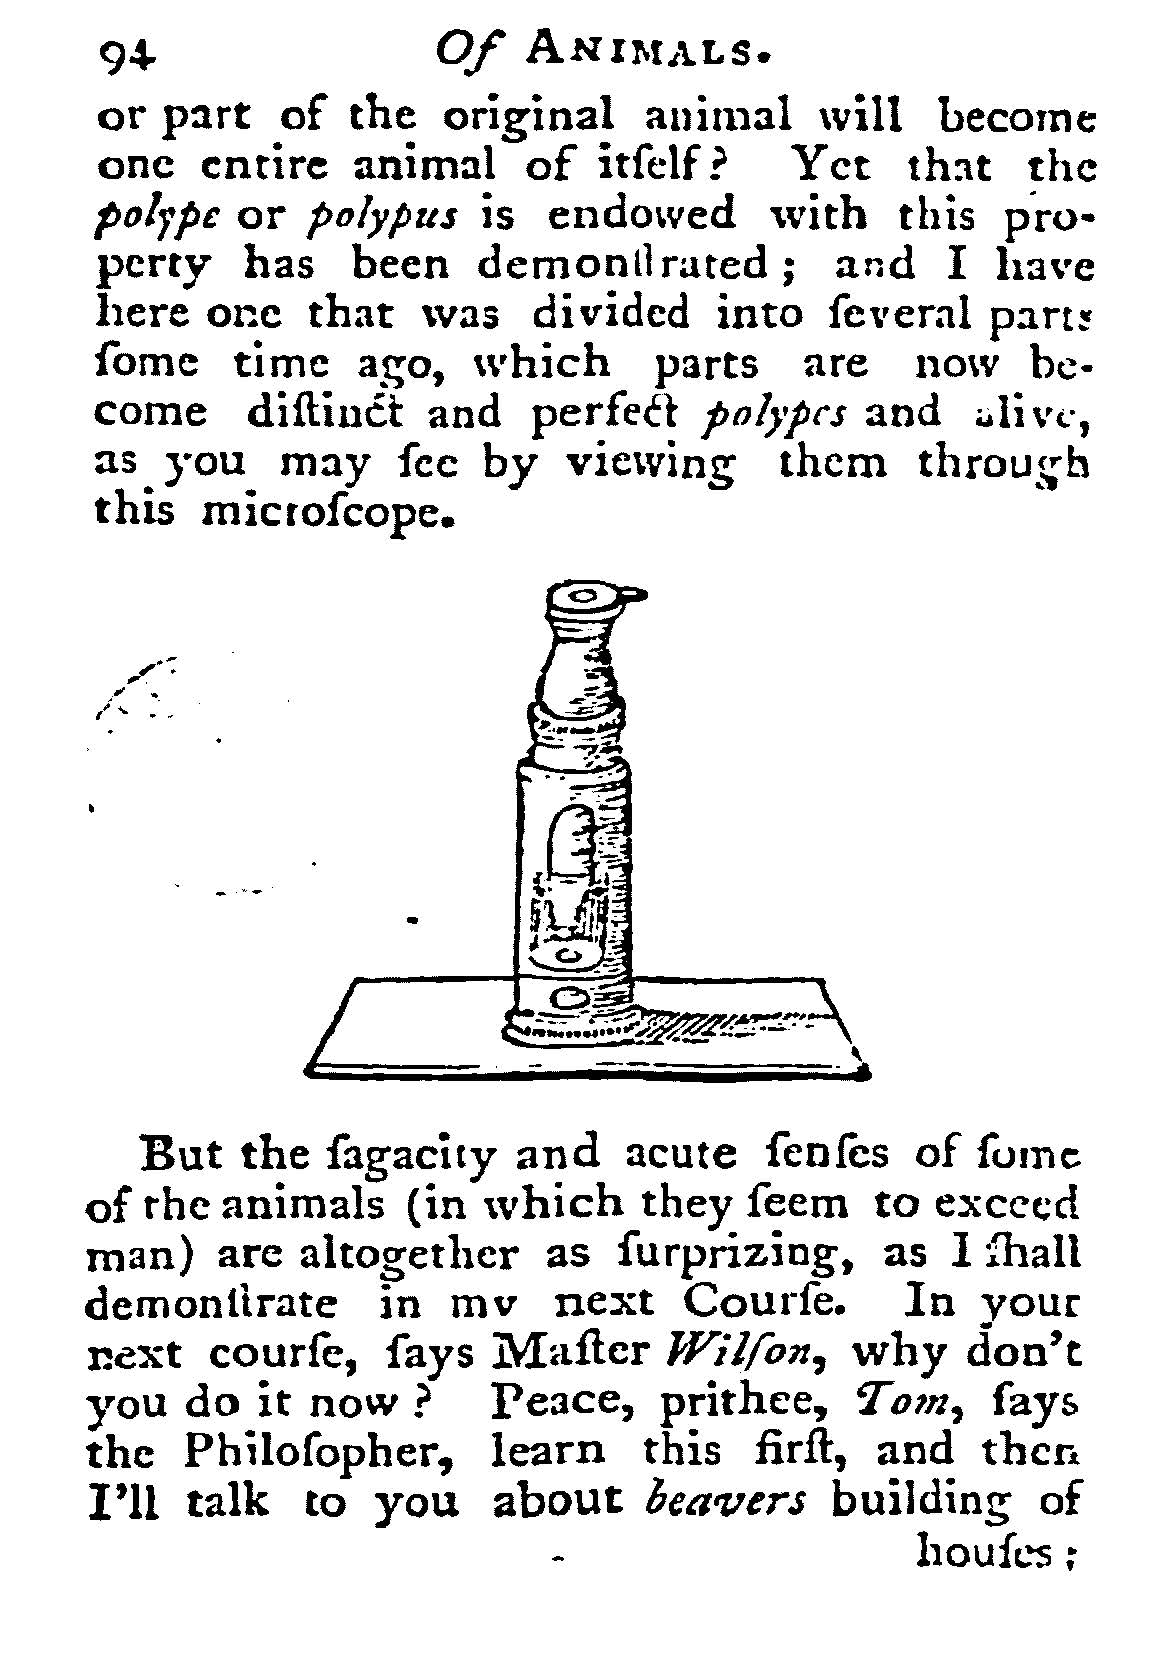 94 Of ANIMALS.
or part of the original animal will become
one entire animal of itſelf? Yet that the
polype or polypus is endowed with this pro-
perty has been demonſtrated; and I have
here one that was divided into ſeveral parts
ſome time ago, which parts are now be-
come diſtinct and perfect polypes and alive,
as you may ſee by viewing them through
this microſcope.
But the ſagacity and acute ſenſes of ſome
of the animals (in which they ſeem to exceed
man) are altogether as ſurprizing, as I ſhall
demonſtrate in my next Courſe. In your
next courſe, ſays Maſter Wilſon, why don't
you do it now? Peace, prithee, Tom, ſays
the Philoſopher, learn this firſt, and then
I'll talk to you about beavers building of
houſes;